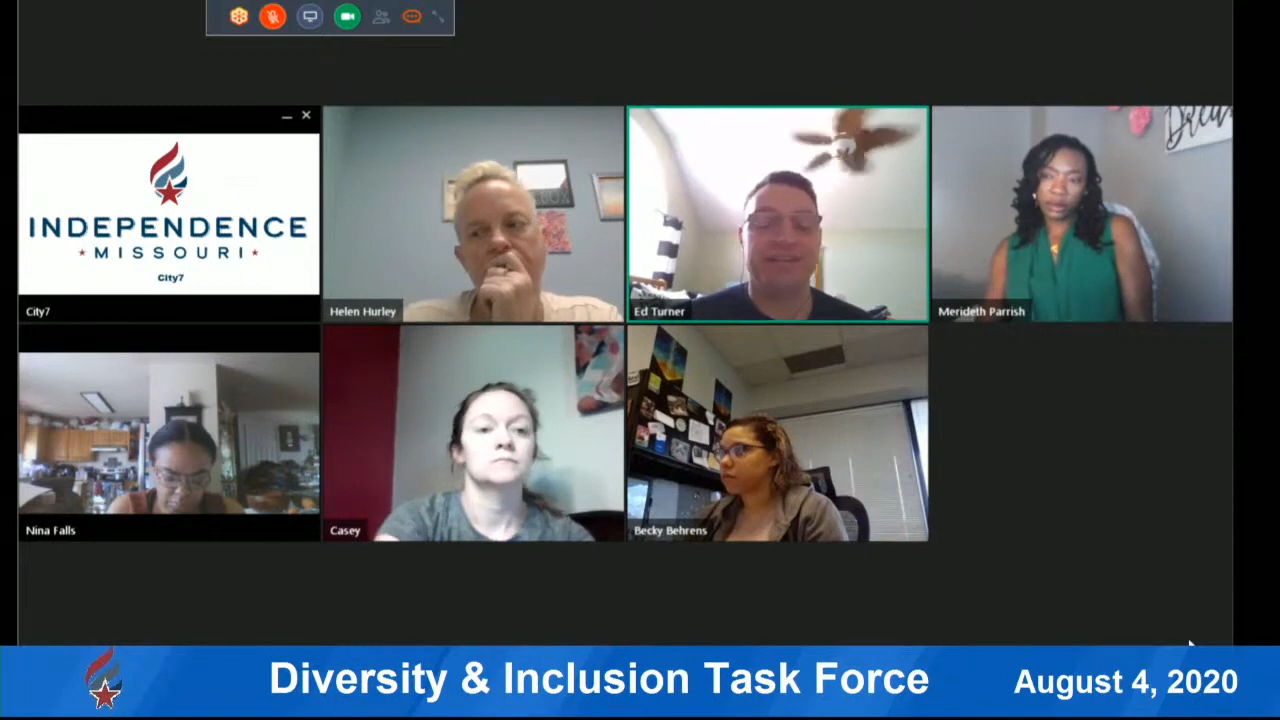 Dream
INDEPENDENCE
MISSOURI
City7
City7
Helen Hurley
Ed Turner
Merideth Parrish
Nina Falls
Casey
Becky Behrens
Diversity & Inclusion Task Force
August 4, 2020